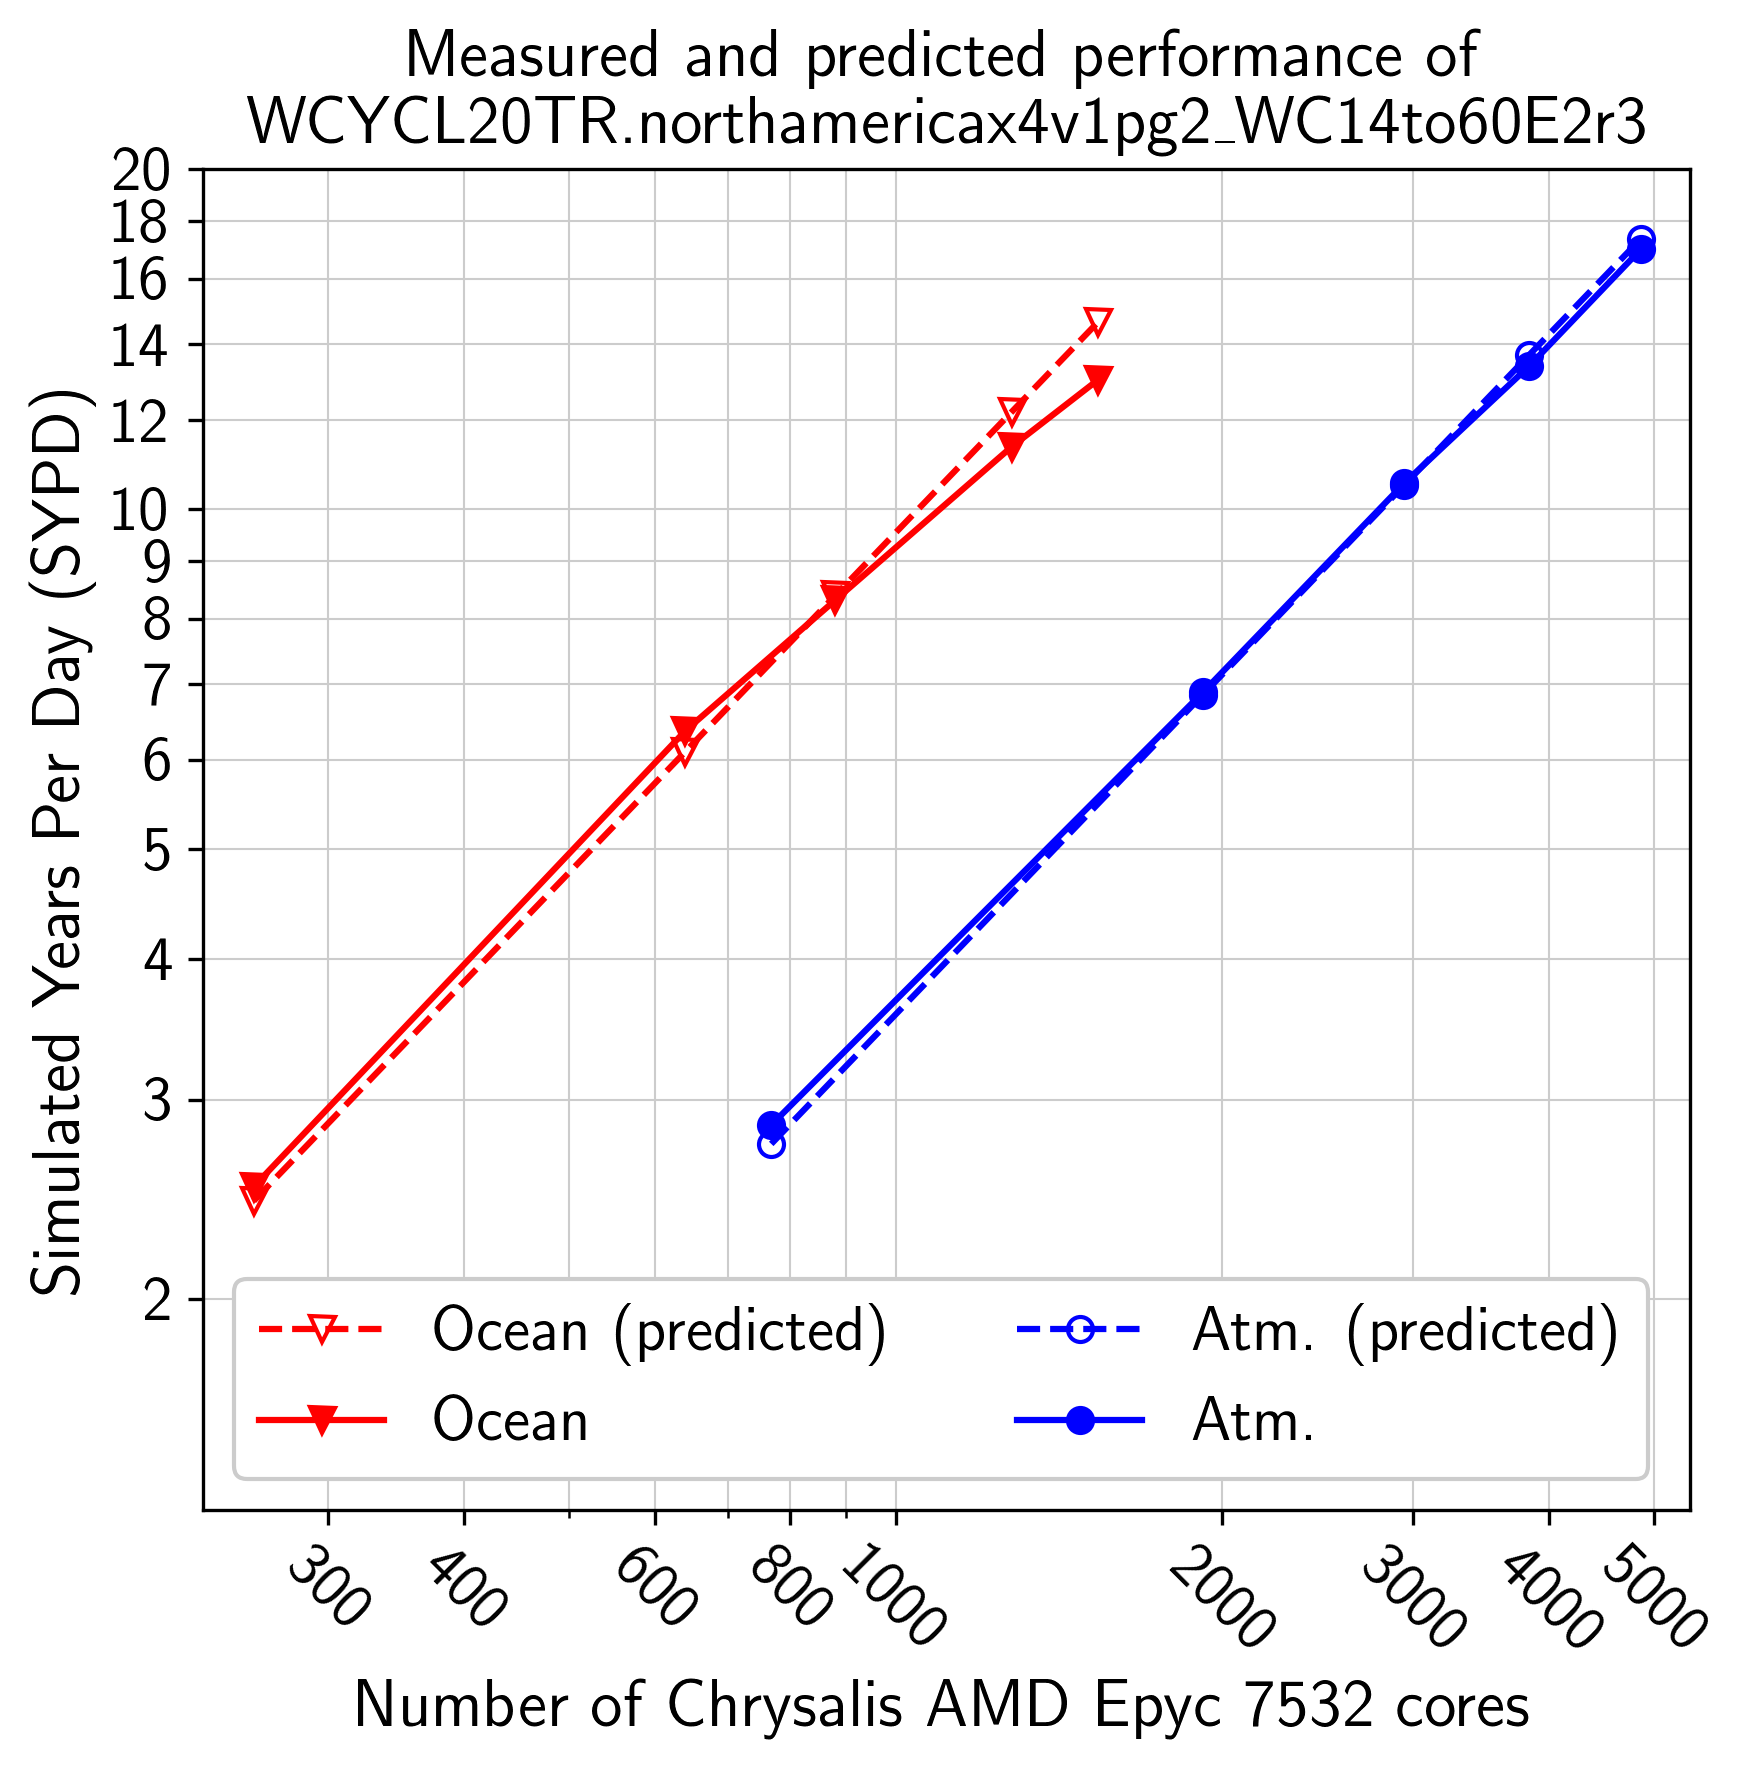 Measured and predicted performance of
WCYCL20TR.northamericax4v1pg2_WC14to60E2r3
20
18
16
14
12
10
9
8
7
6
5
4
3
2
Simulated Years Per Day (SYPD)
Ocean (predicted)
Ocean
Atm. (predicted)
Atm.
300
400
600
800
1000
2000
3000
4000
5000
Number of Chrysalis AMD Epyc 7532 cores